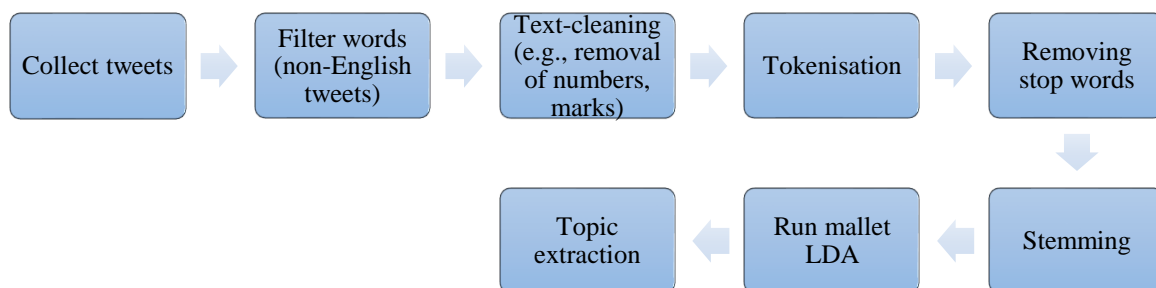 Collect tweets
Filter words
(non-English
tweets)
Text-cleaning
(e.g., removal
of numbers,
marks)
Tokenisation
Removing
stop words
Stemming
Run mallet
LDA
Topic
extraction